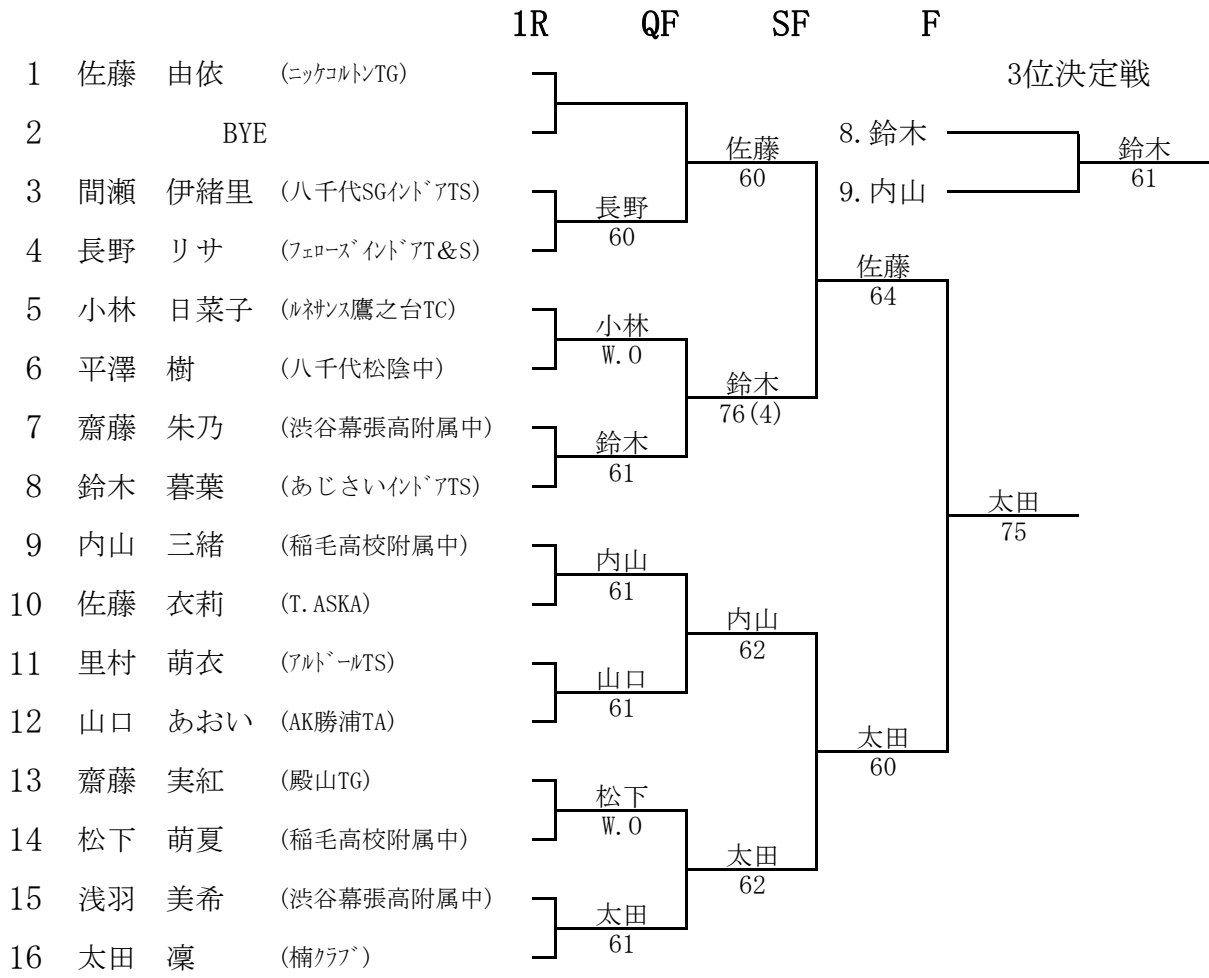 1R QF SF F
1 佐藤 由依 (ﾆｯｹｺﾙﾄﾝTG) 3位決定戦
2 BYE 8.鈴木
佐藤 鈴木
60 61
3 間瀬 伊緒里 (八千代SGｲﾝﾄﾞｱTS) 9.内山
長野
60
4 長野 リサ (ﾌｪﾛｰｽﾞｲﾝﾄﾞｱT&S)
佐藤
64
5 小林 日菜子 (ﾙﾈｻﾝｽ鷹之台TC)
小林
W.O
6 平澤 樹 (八千代松陰中)
鈴木
76(4)
7 齋藤 朱乃 (渋谷幕張高附属中)
鈴木
61
8 鈴木 暮葉 (あじさいｲﾝﾄﾞｱTS)
太田
75
9 内山 三緒 (稲毛高校附属中)
内山
61
10 佐藤 衣莉 (T.ASKA)
内山
62
11 里村 萌衣 (ｱﾙﾄﾞｰﾙTS)
山口
61
12 山口 あおい (AK勝浦TA)
太田
60
13 齋藤 実紅 (殿山TG)
松下
W.O
14 松下 萌夏 (稲毛高校附属中)
太田
62
15 浅羽 美希 (渋谷幕張高附属中)
太田
61
16 太田 凜 (楠ｸﾗﾌﾞ)